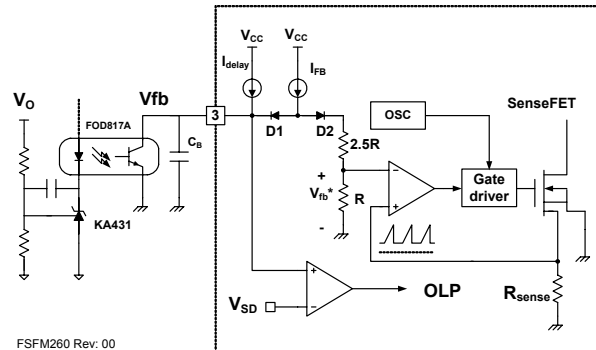 VCC VCC
Idelay IFB
VO Vfb 3 D1 D2
FOD817A
CB
2.5R
OSC
SenseFET
+
Vfb*
-
R
Gate
driver
- 
+
KA431
VSD
+
-
OLP
Rsense
FSFM260 Rev: 00